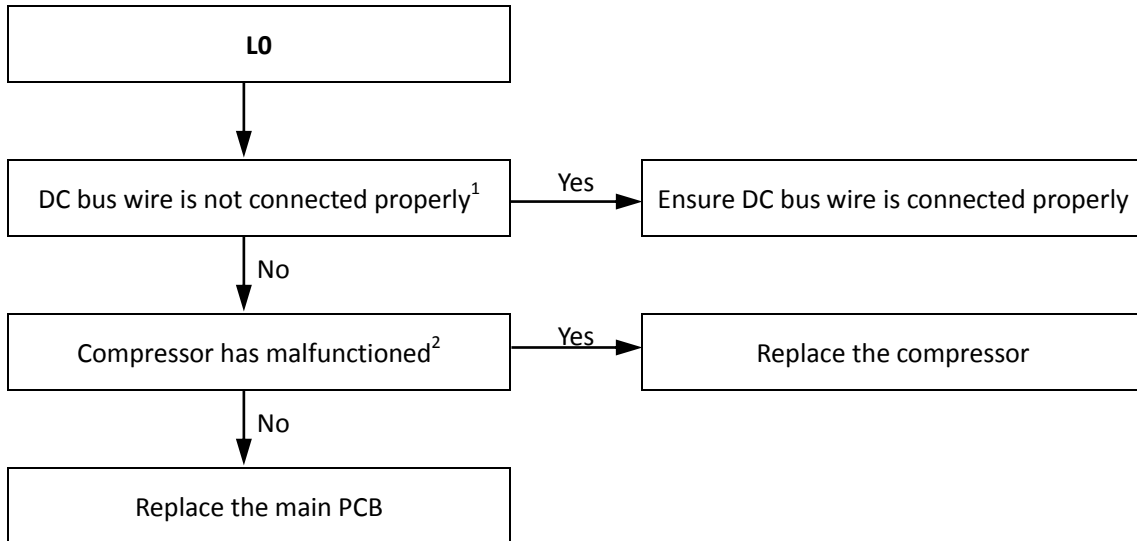 L0
DC bus wire is not connected properly1
Yes
Ensure DC bus wire is connected properly
No
Compressor has malfunctioned2
Yes
Replace the compressor
No
Replace the main PCB